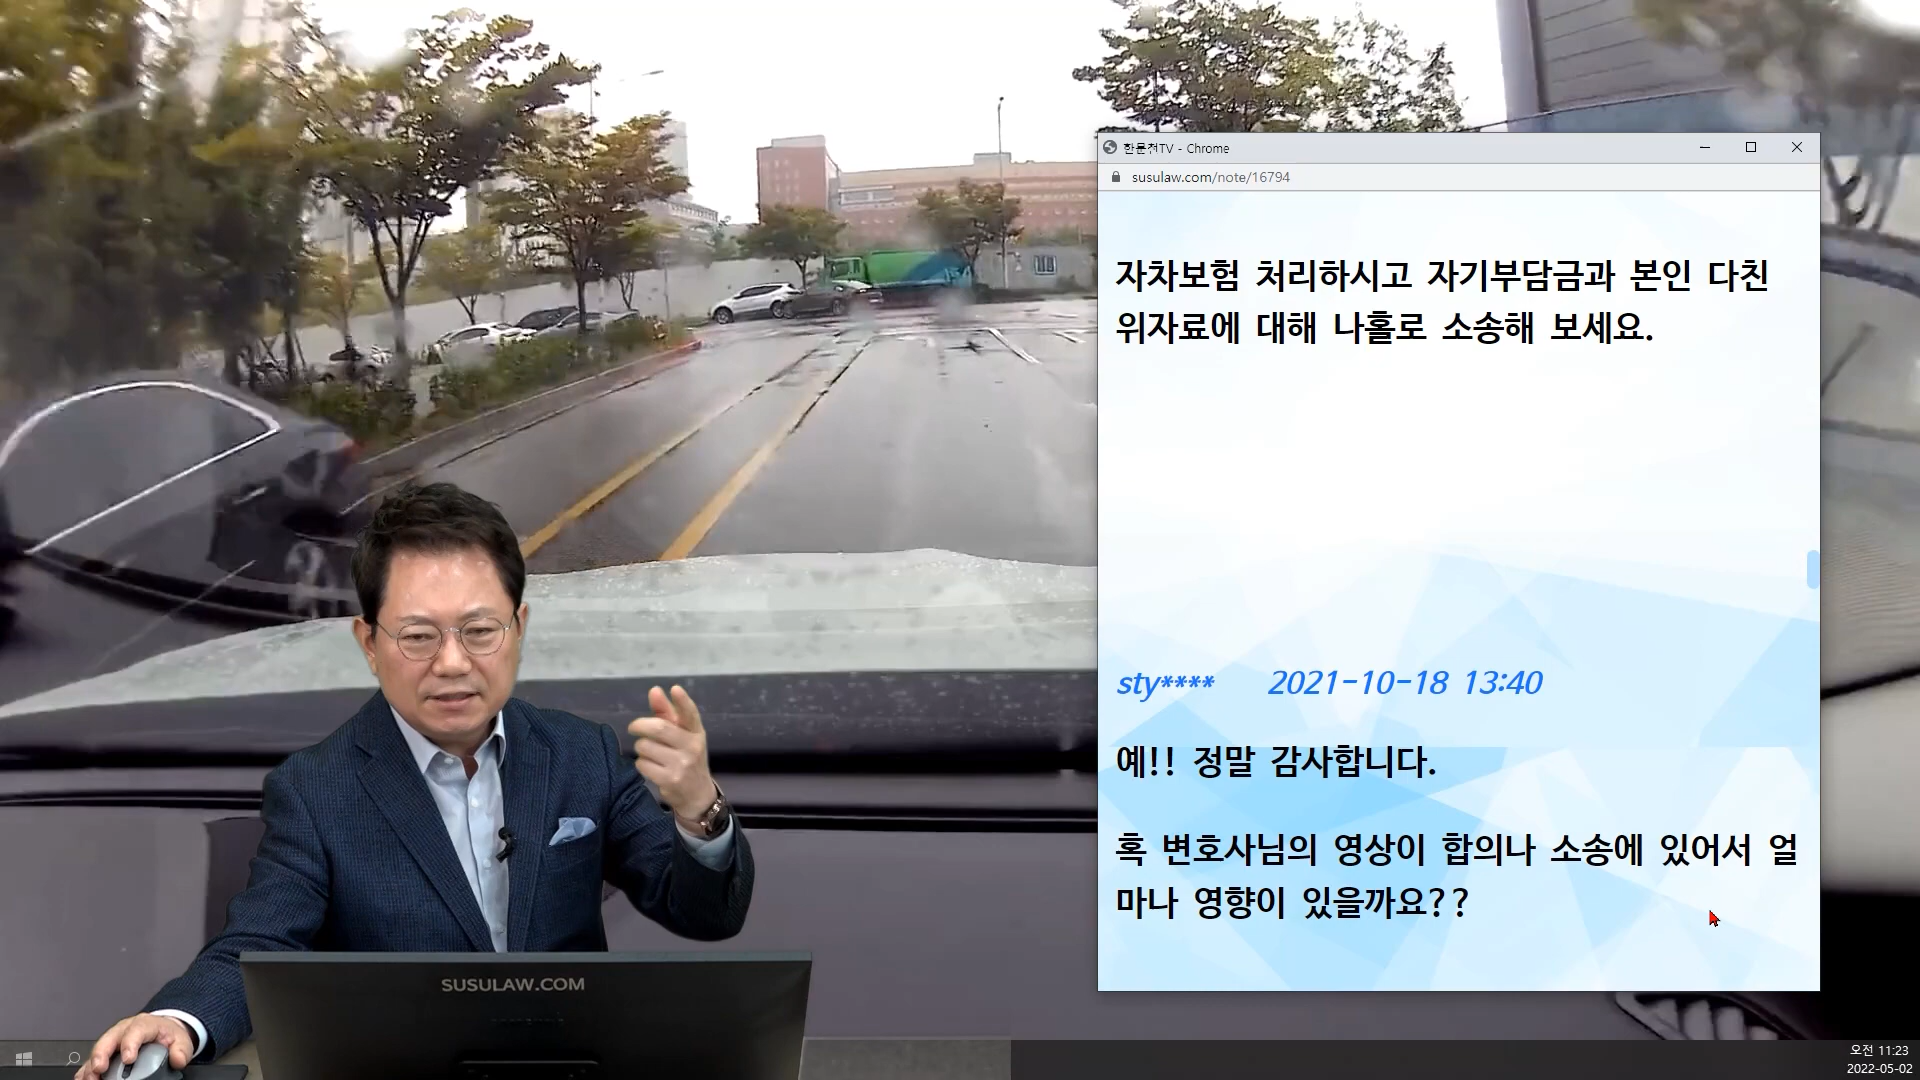 한문철TV - Chrome
susulaw.com/note/16794
자차보험 처리하시고 자기부담금과 본인 다친
위자료에 대해 나홀로 소송해 보세요.
sty**** 2021-10-18 13:40
예!! 정말 감사합니다.
혹 변호사님의 영상이 합의나 소송에 있어서 얼
마나 영향이 있을까요??
SUSULAW.COM
오전 11:23
2022-05-02